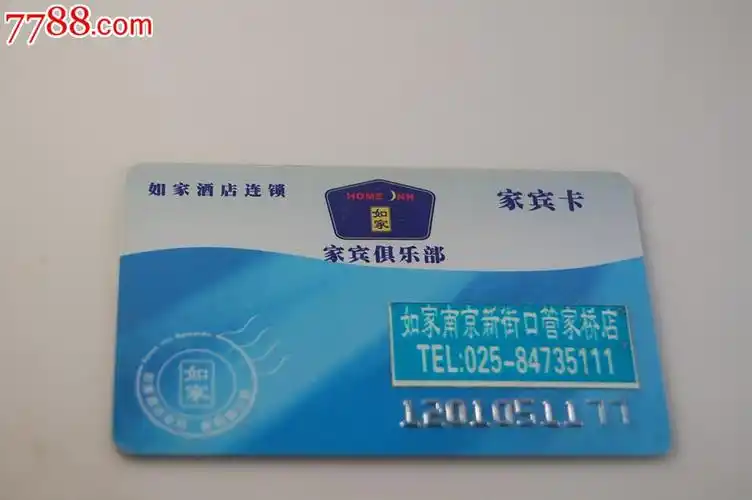 7788.com
如家酒店连锁
HOME INN
如家
家宾俱乐部
家宾卡
如家南京新街口管家桥店
TEL:025-84735111
1201051177
如家